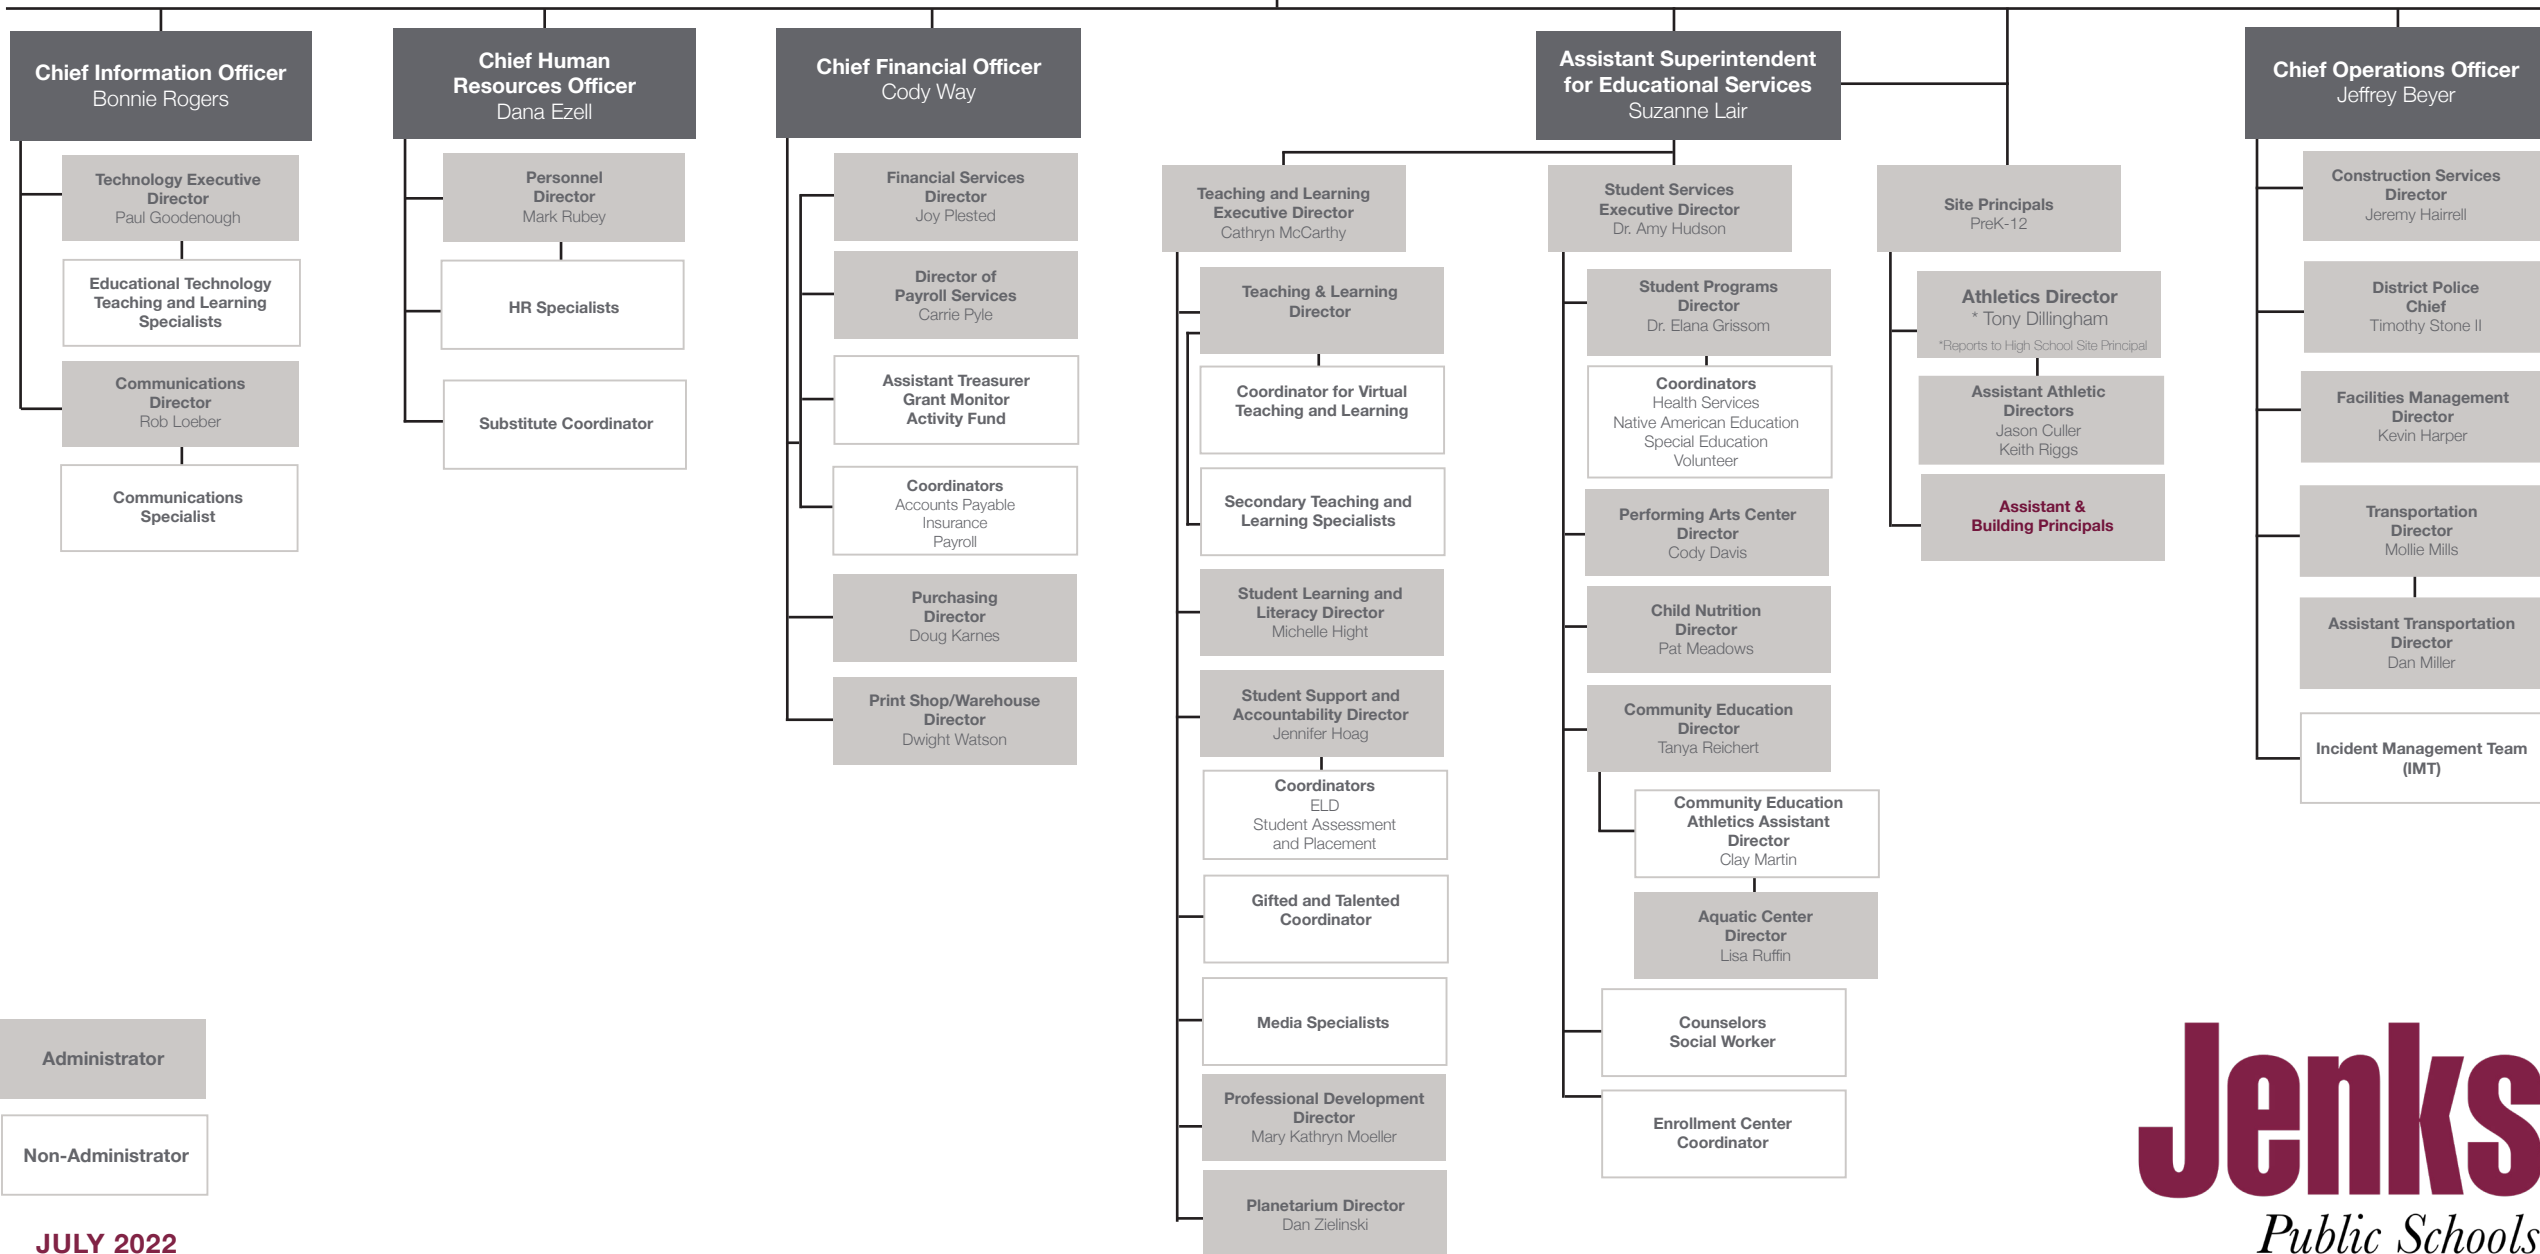 Chief Information Officer
Bonnie Rogers
Technology Executive
Director
Paul Goodenough
Educational Technology
Teaching and Learning
Specialists
Communications
Director
Rob Loeber
Communications
Specialist
Chief Human
Resources Officer
Dana Ezell
Personnel
Director
Mark Rubey
HR Specialists
Substitute Coordinator
Chief Financial Officer
Cody Way
Financial Services
Director
Joy Plested
Director of
Payroll Services
Carrie Pyle
Assistant Treasurer
Grant Monitor
Activity Fund
Coordinators
Accounts Payable
Insurance
Payroll
Purchasing
Director
Doug Karnes
Print Shop/Warehouse
Director
Dwight Watson
Assistant Superintendent
for Educational Services
Suzanne Lair
Teaching and Learning
Executive Director
Cathryn McCarthy
Teaching & Learning
Director
Coordinator for Virtual
Teaching and Learning
Secondary Teaching and
Learning Specialists
Student Learning and
Literacy Director
Michelle Hight
Student Support and
Accountability Director
Jennifer Hoag
Coordinators
ELD
Student Assessment
and Placement
Gifted and Talented
Coordinator
Media Specialists
Professional Development
Director
Mary Kathryn Moeller
Planetarium Director
Dan Zielinski
Student Services
Executive Director
Dr. Amy Hudson
Student Programs
Director
Dr. Elana Grissom
Coordinators
Health Services
Native American Education
Special Education
Volunteer
Performing Arts Center
Director
Cody Davis
Child Nutrition
Director
Pat Meadows
Community Education
Director
Tanya Reichert
Community Education
Athletics Assistant
Director
Clay Martin
Aquatic Center
Director
Lisa Ruffin
Counselors
Social Worker
Enrollment Center
Coordinator
Site Principals
PreK-12
Athletics Director
* Tony Dillingham
*Reports to High School Site Principal
Assistant Athletic
Directors
Jason Culler
Keith Riggs
Assistant &
Building Principals
Chief Operations Officer
Jeffrey Beyer
Construction Services
Director
Jeremy Hairrell
District Police
Chief
Timothy Stone II
Facilities Management
Director
Kevin Harper
Transportation
Director
Mollie Mills
Assistant Transportation
Director
Dan Miller
Incident Management Team
(IMT)
Administrator
Non-Administrator
JULY 2022
Jenks
Public Schools